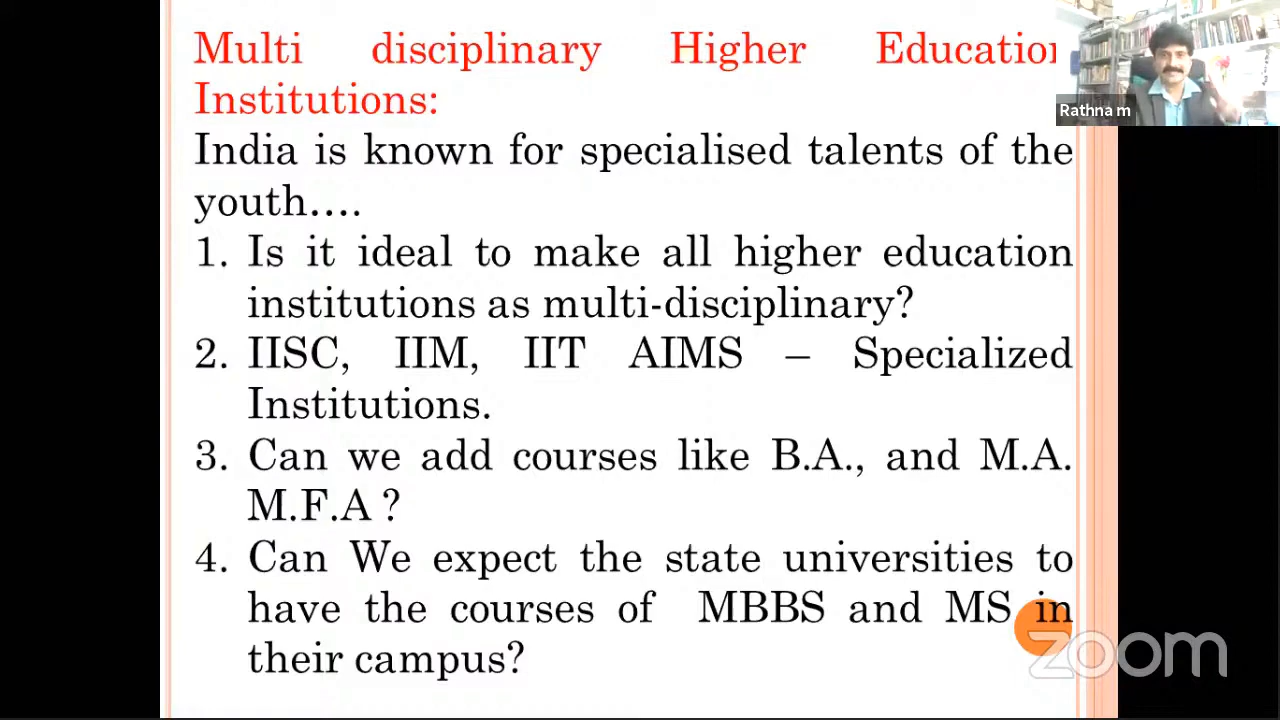 Multi disciplinary Higher Education
Institutions:
India is known for specialised talents of the
youth....
1. Is it ideal to make all higher education
institutions as multi-disciplinary?
2. IISC, IIM, IIT AIMS – Specialized
Institutions.
3. Can we add courses like B.A., and M.A.
M.F.A ?
4. Can We expect the state universities to
have the courses of MBBS and MS in
their campus?
Rathna m
zoom